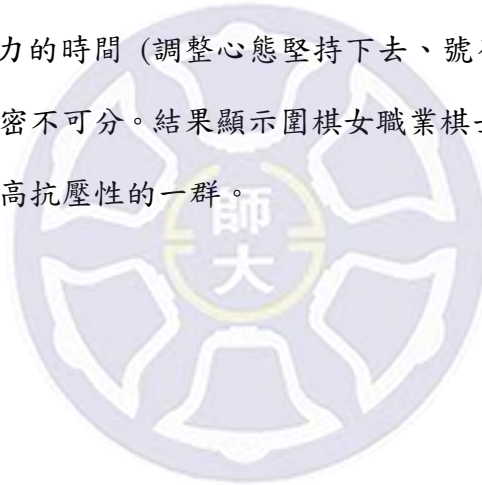 力的時間 (調整心態堅持下去、號
密不可分。結果顯示圍棋女職業棋
高抗壓性的一群。
師
大